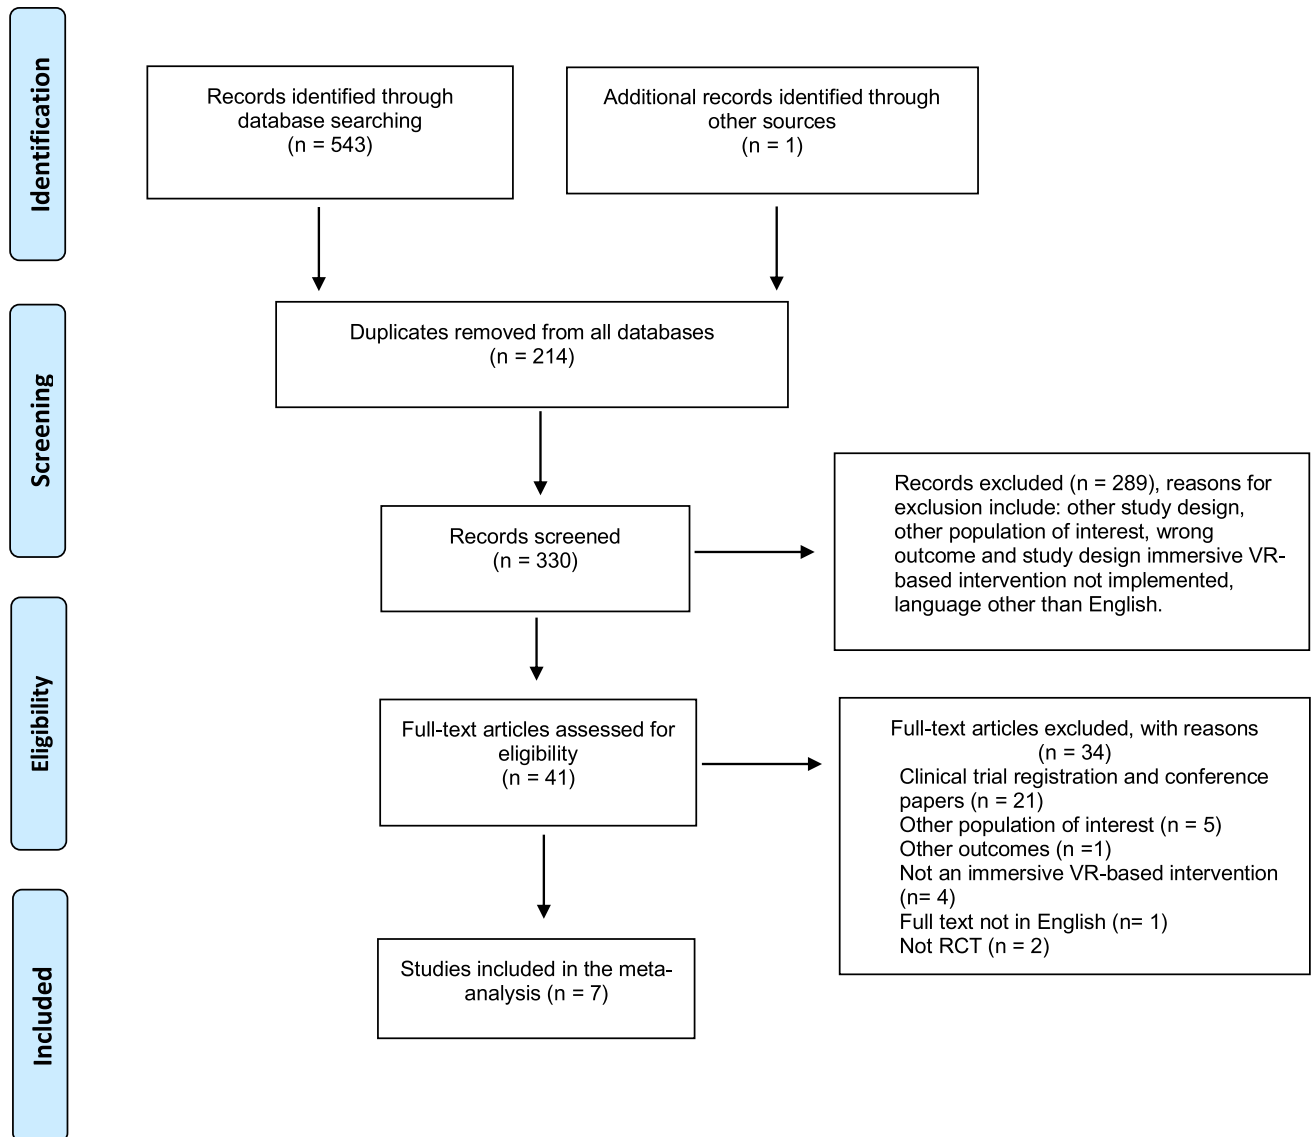 Identification
Records identified through
database searching
(n = 543)
Additional records identified through
other sources
(n = 1)
Screening
Duplicates removed from all databases
(n = 214)
Records screened
(n = 330)
Records excluded (n = 289), reasons for
exclusion include: other study design,
other population of interest, wrong
outcome and study design immersive VR-
based intervention not implemented,
language other than English.
Eligibility
Full-text articles assessed for
eligibility
(n = 41)
Full-text articles excluded, with reasons
(n = 34)
Clinical trial registration and conference
papers (n = 21)
Other population of interest (n = 5)
Other outcomes (n =1)
Not an immersive VR-based intervention
(n= 4)
Full text not in English (n= 1)
Not RCT (n = 2)
Included
Studies included in the meta-
analysis (n = 7)